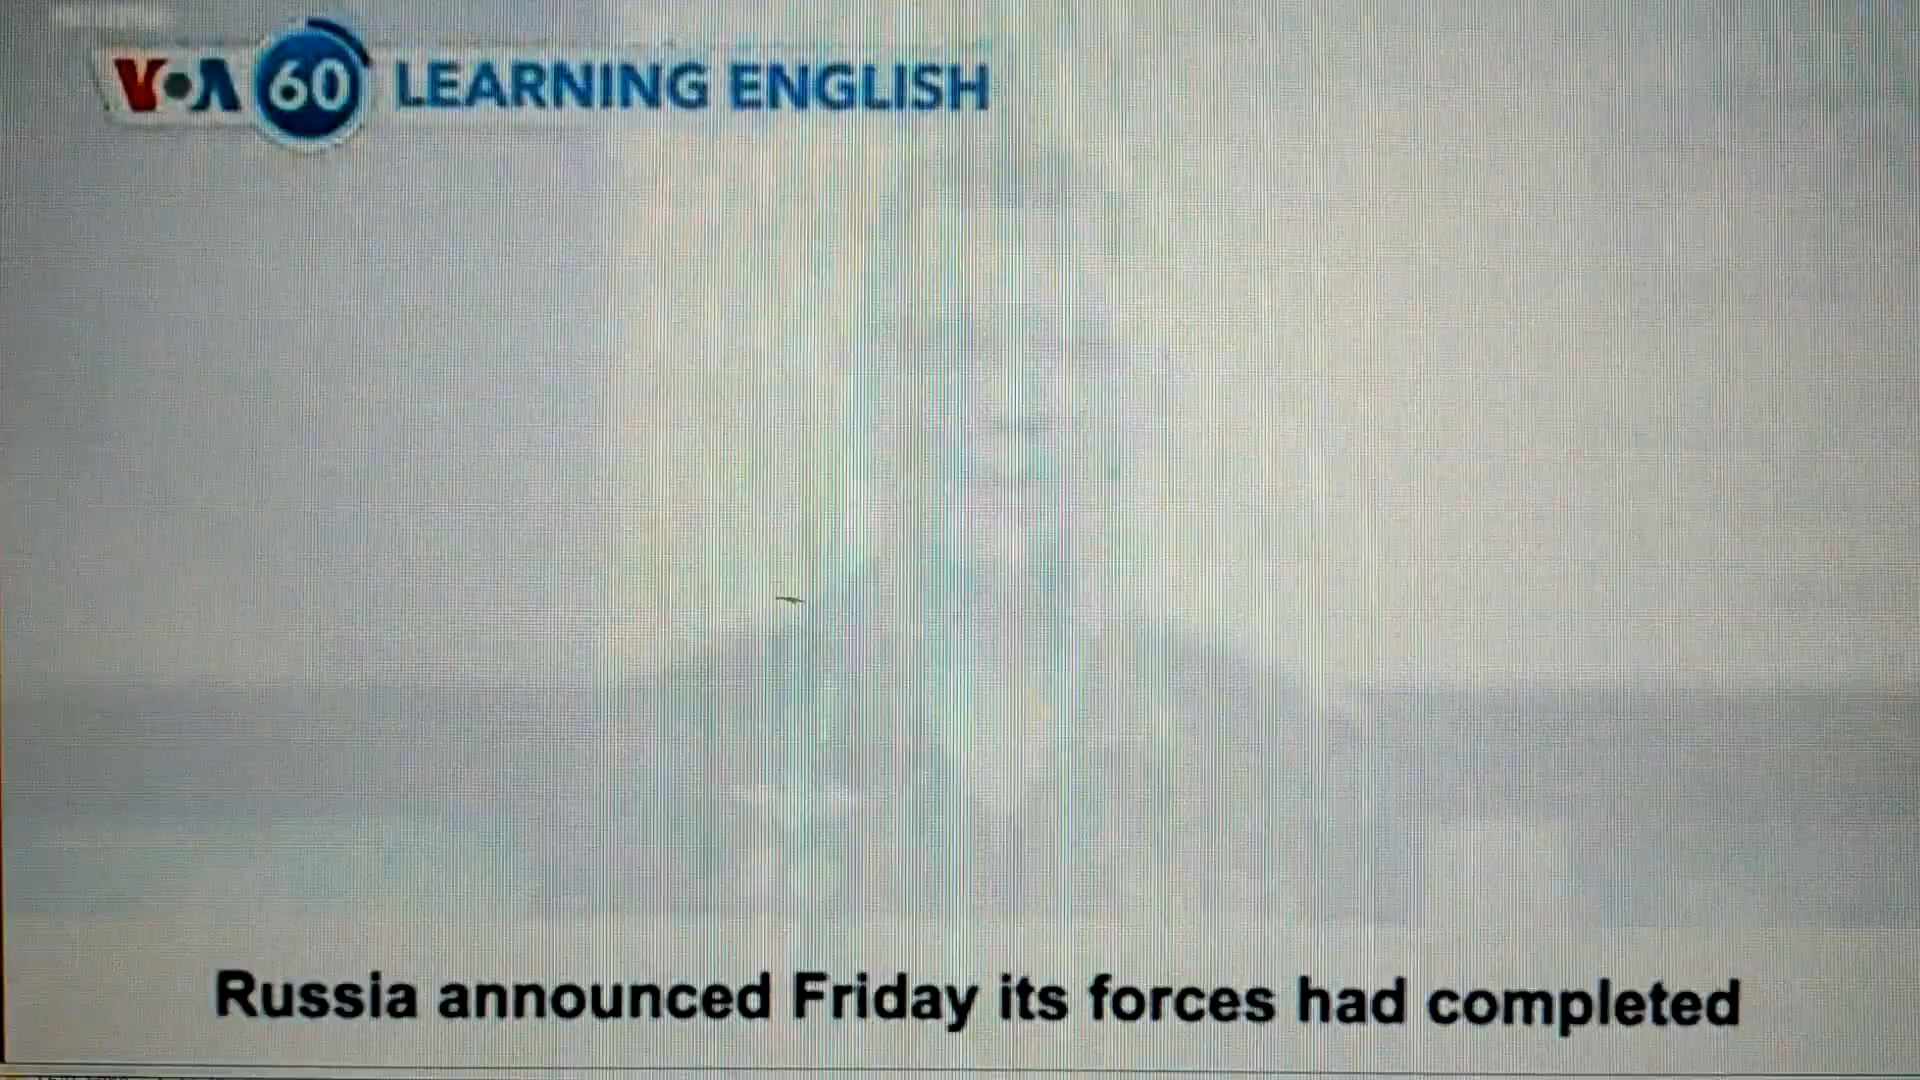 VOA 60 LEARNING ENGLISH
Russia announced Friday its forces had completed